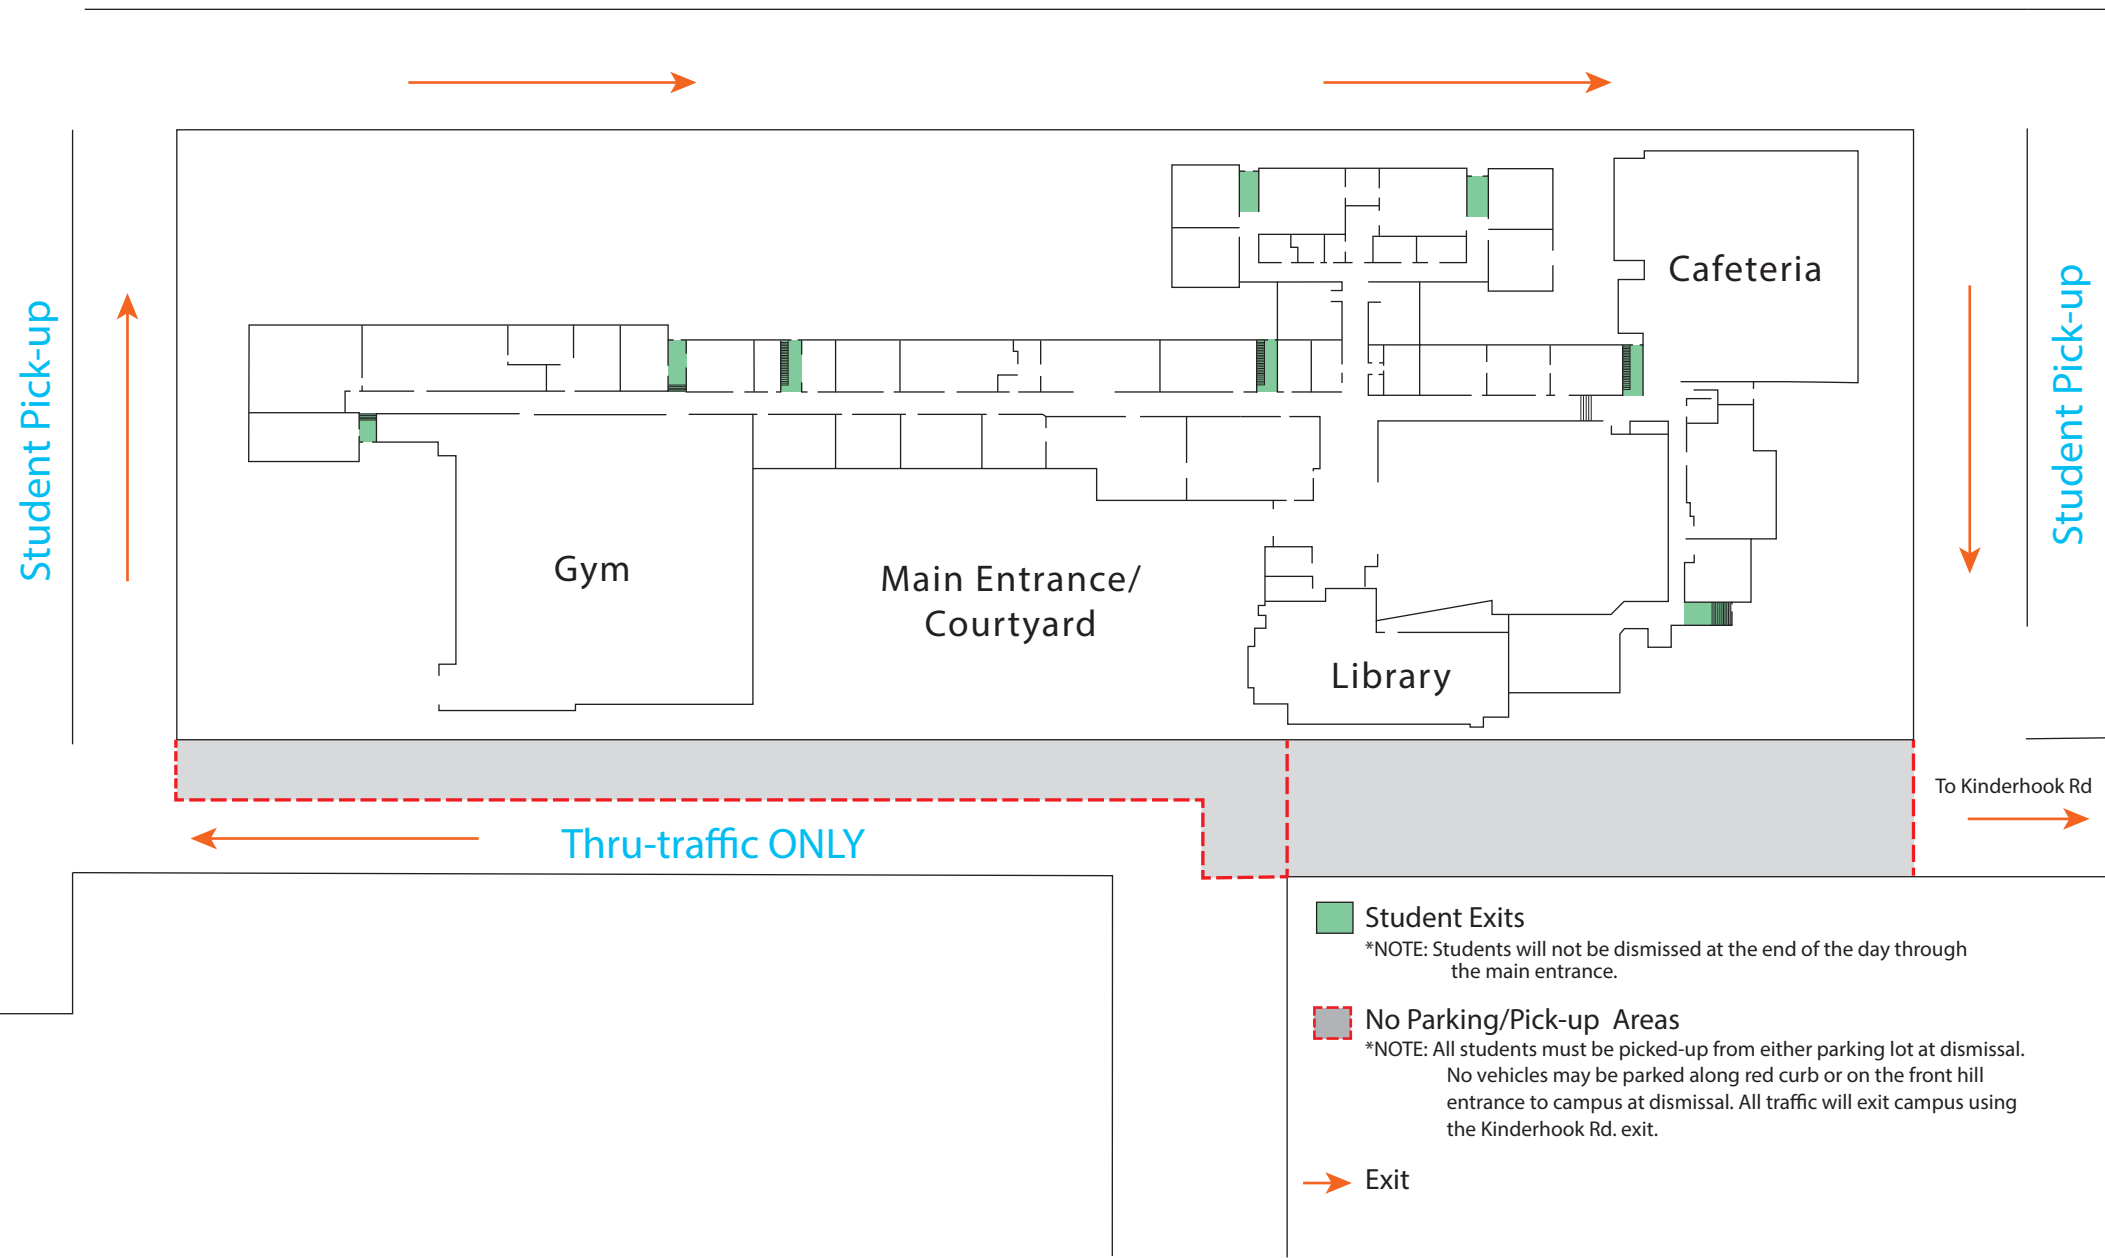 Student Pick-up
Cafeteria
Student Pick-up
Gym
Main Entrance/
Courtyard
Library
To Kinderhook Rd
Thru-traffic ONLY
Student Exits
*NOTE: Students will not be dismissed at the end of the day through
the main entrance.
No Parking/Pick-up Areas
*NOTE: All students must be picked-up from either parking lot at dismissal.
No vehicles may be parked along red curb or on the front hill
entrance to campus at dismissal. All traffic will exit campus using
the Kinderhook Rd. exit.
Exit